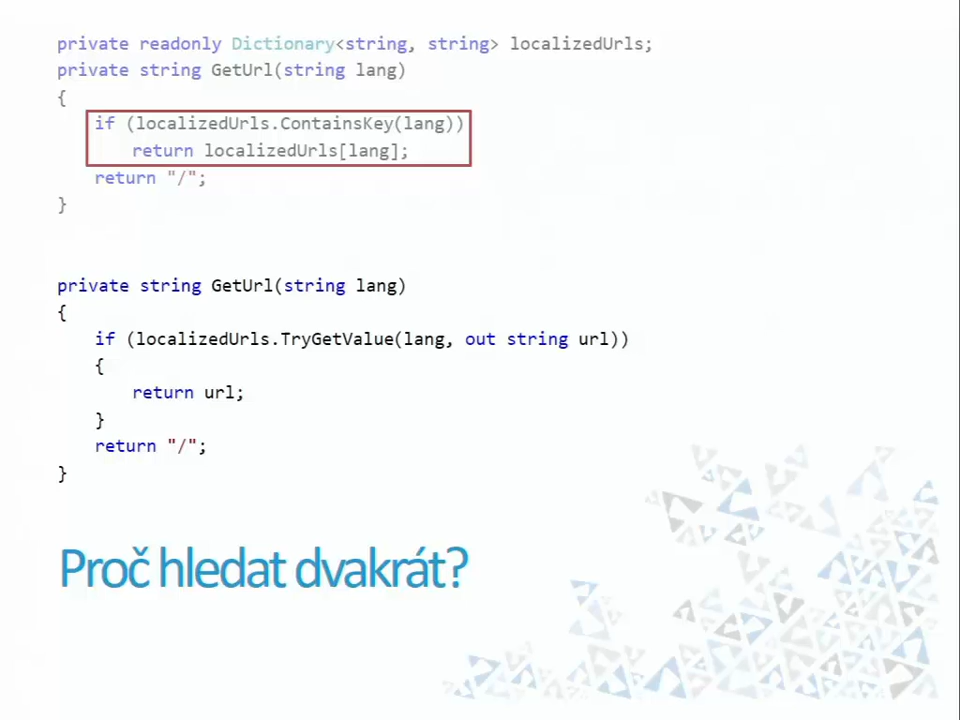 private readonly Dictionary<string, string> localizedUrls;
private string GetUrl(string lang)
{
if (localizedUrls.ContainsKey(lang))
return localizedUrls[lang];
return "/";
}
private string GetUrl(string lang)
{
if (localizedUrls.TryGetValue(lang, out string url))
{
return url;
}
return "/";
}
Proč hledat dvakrát?